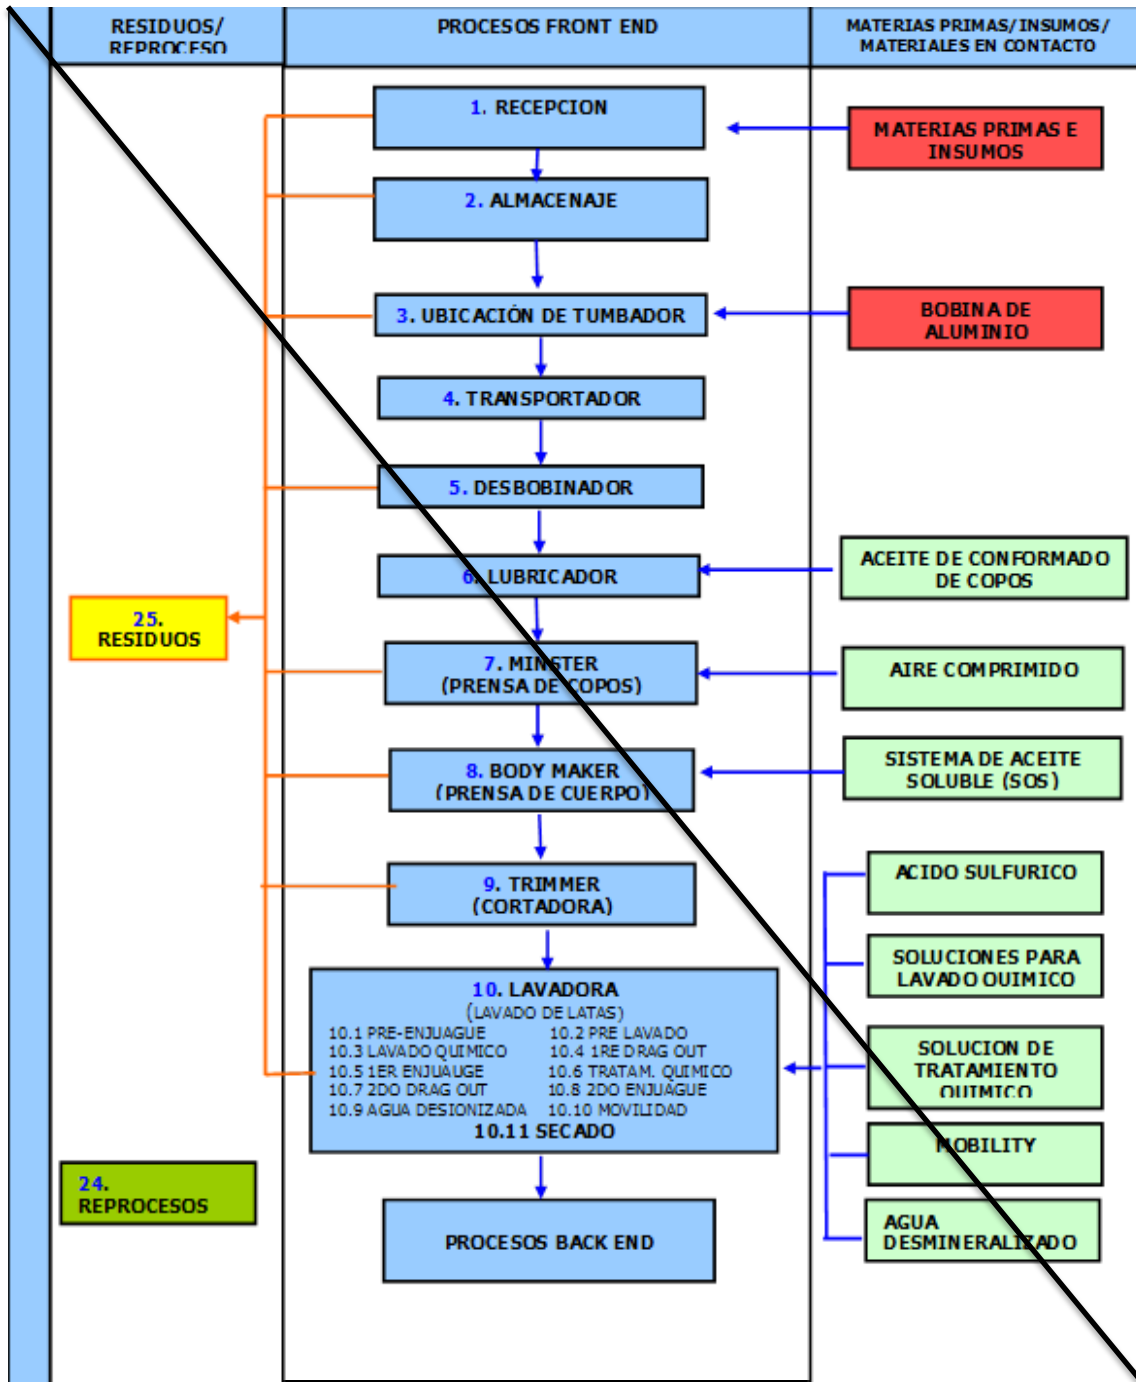 RESIDUOS/
REPROCESO
PROCESOS FRONT END
MATERIAS PRIMAS/INSUMOS/
MATERIALES EN CONTACTO
1. RECEPCION
MATERIAS PRIMAS E
INSUMOS
2. ALMACENAJE
3. UBICACIÓN DE TUMBADOR
BOBINA DE
ALUMINIO
4. TRANSPORTADOR
5. DESBOBINADOR
6. LUBRICADOR
ACEITE DE CONFORMADO
DE COPOS
25.
RESIDUOS
7. MINSTER
(PRENSA DE COPOS)
AIRE COMPRIMIDO
8. BODY MAKER
(PRENSA DE CUERPO)
SISTEMA DE ACEITE
SOLUBLE (SOS)
9. TRIMMER
(CORTADORA)
ACIDO SULFURICO
SOLUCIONES PARA
LAVADO QUIMICO
10. LAVADORA
(LAVADO DE LATAS)
10.1 PRE-ENJUAGUE 10.2 PRE LAVADO
10.3 LAVADO QUIMICO 10.4 1RE DRAG OUT
10.5 1ER ENJUAUGE 10.6 TRATAM. QUIMICO
10.7 2DO DRAG OUT 10.8 2DO ENJUAGUE
10.9 AGUA DESIONIZADA 10.10 MOVILIDAD
10.11 SECADO
SOLUCION DE
TRATAMIENTO
QUIMICO
MOBILITY
24.
REPROCESOS
AGUA
DESMINERALIZADO
PROCESOS BACK END